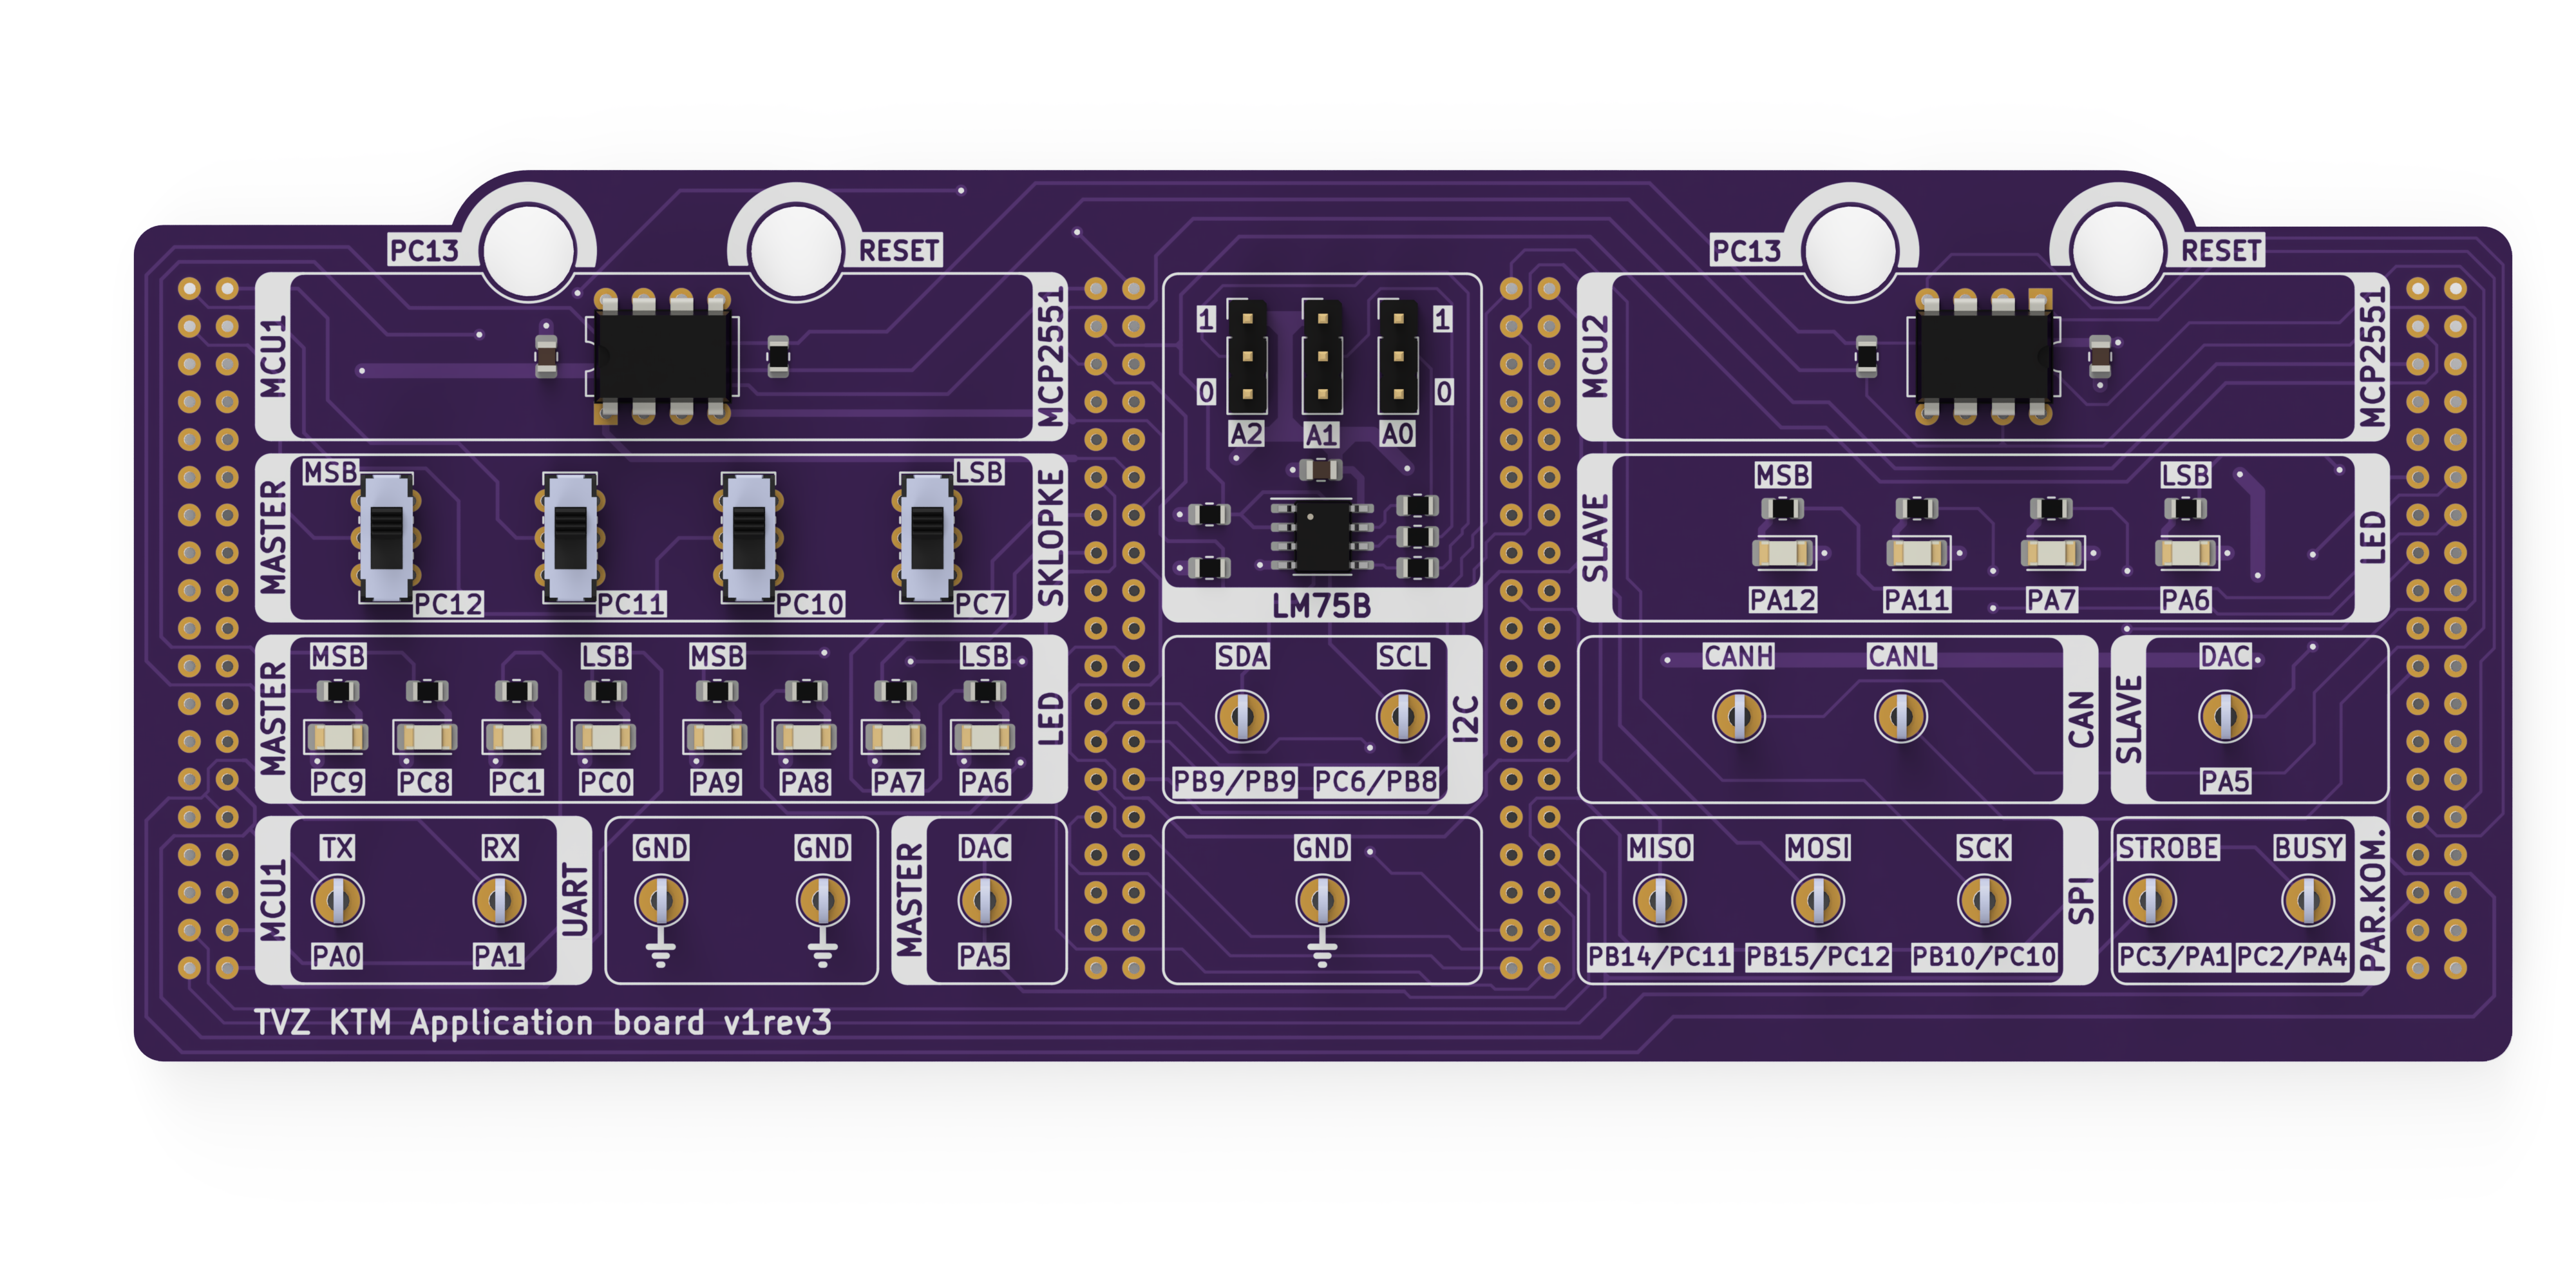 PC13
RESET
PC13
RESET
MCU1
MCP2551
1
1
0
0
A2
A1
A0
LM75B
MCU2
MCP2551
MASTER
MSB
LSB
PC12
PC11
PC10
PC7
SKLOPKE
SLAVE
MSB
LSB
PA12
PA11
PA7
PA6
LED
MASTER
MSB
LSB
MSB
LSB
PC9
PC8
PC1
PC0
PA9
PA8
PA7
PA6
LED
SDA
SCL
PB9/PB9
PC6/PB8
I2C
CANH
CANL
CAN
SLAVE
DAC
PA5
MCU1
TX
RX
PA0
PA1
UART
GND
GND
MASTER
DAC
PA5
GND
MISO
MOSI
SCK
PB14/PC11
PB15/PC12
PB10/PC10
SPI
STROBE
BUSY
PC3/PA1
PC2/PA4
PAR.KOM.
TVZ KTM Application board v1rev3